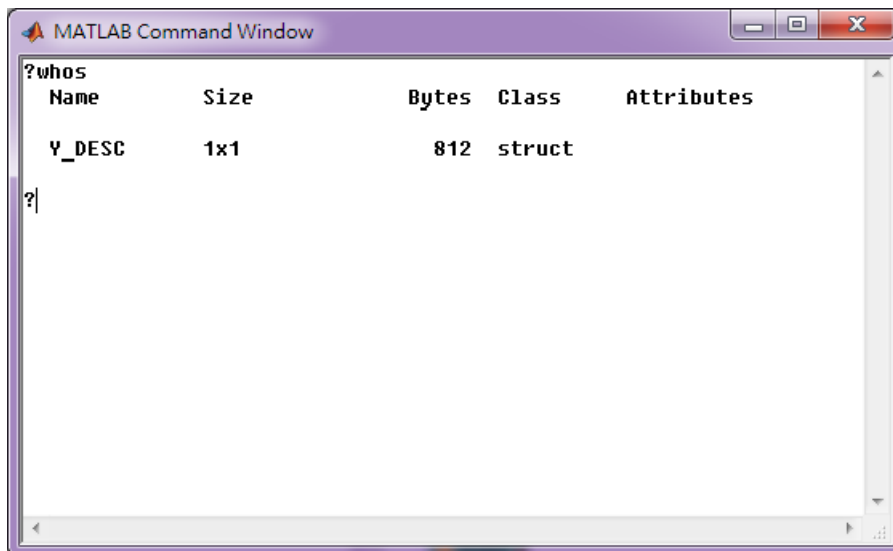 MATLAB Command Window
?whos
Name Size Bytes Class Attributes
Y_DESC 1x1 812 struct
?